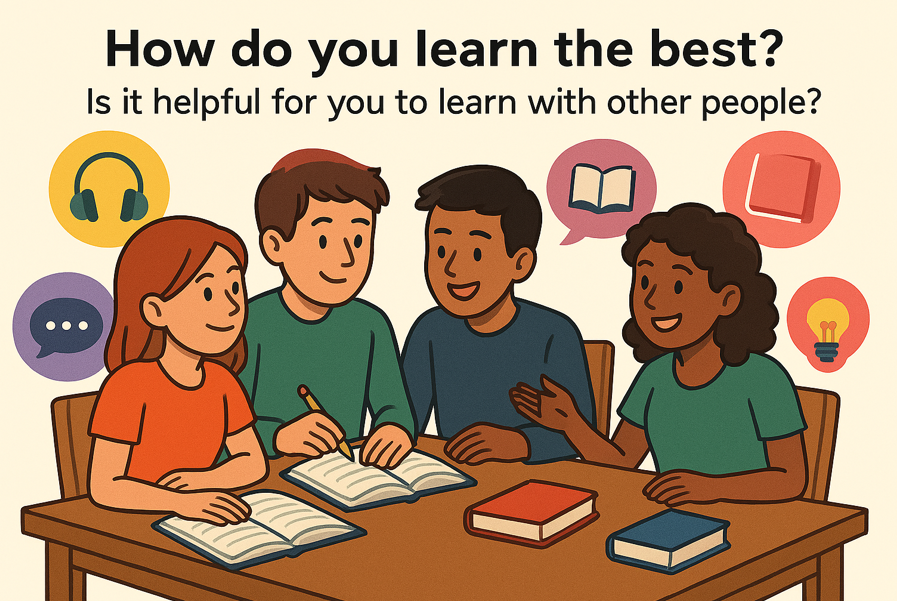 How do you learn the best?
Is it helpful for you to learn with other people?